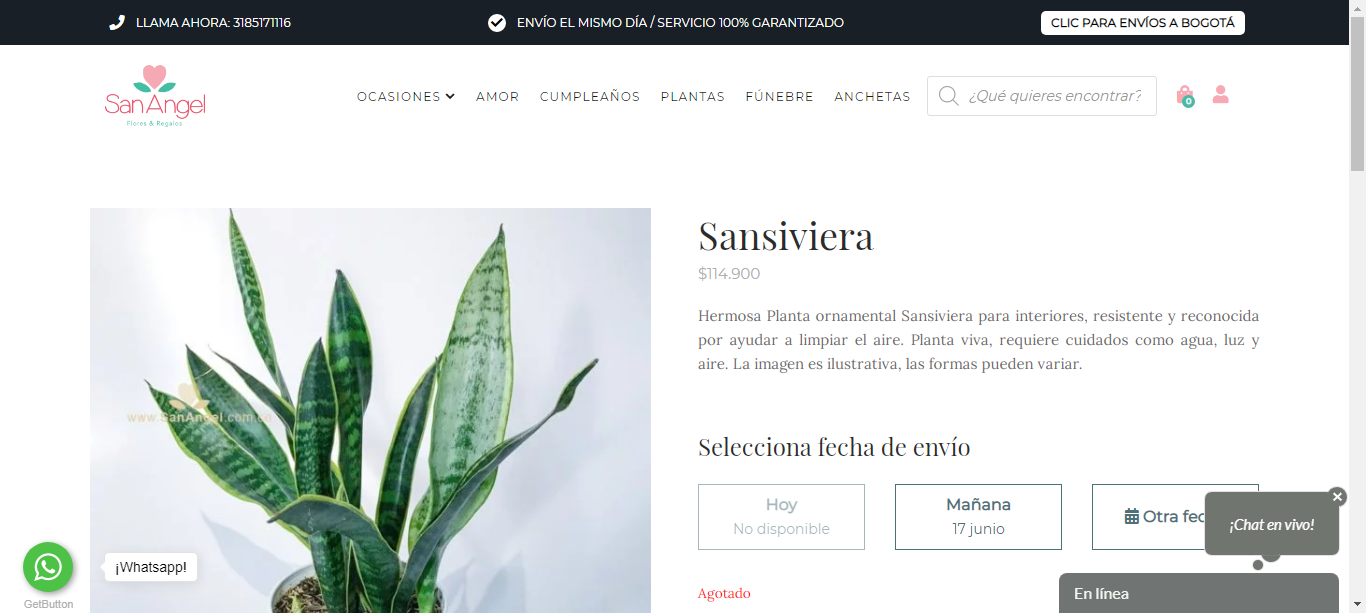 LLAMA AHORA: 3185171116
ENVÍO EL MISMO DÍA / SERVICIO 100% GARANTIZADO
CLIC PARA ENVÍOS A BOGOTÁ
SanAngel
Flores & Regalos
OCASIONES
AMOR
CUMPLEAÑOS
PLANTAS
FÚNEBRE
ANCHETAS
¿Qué quieres encontrar?
0
Sansiviera
$114.900
Hermosa Planta ornamental Sansiviera para interiores, resistente y reconocida
por ayudar a limpiar el aire. Planta viva, requiere cuidados como agua, luz y
aire. La imagen es ilustrativa, las formas pueden variar.
www.SanAngel.com.co
Selecciona fecha de envío
Hoy
No disponible
Mañana
17 junio
Otra fec
¡Chat en vivo!
¡Whatsapp!
Agotado
En línea
GetButton